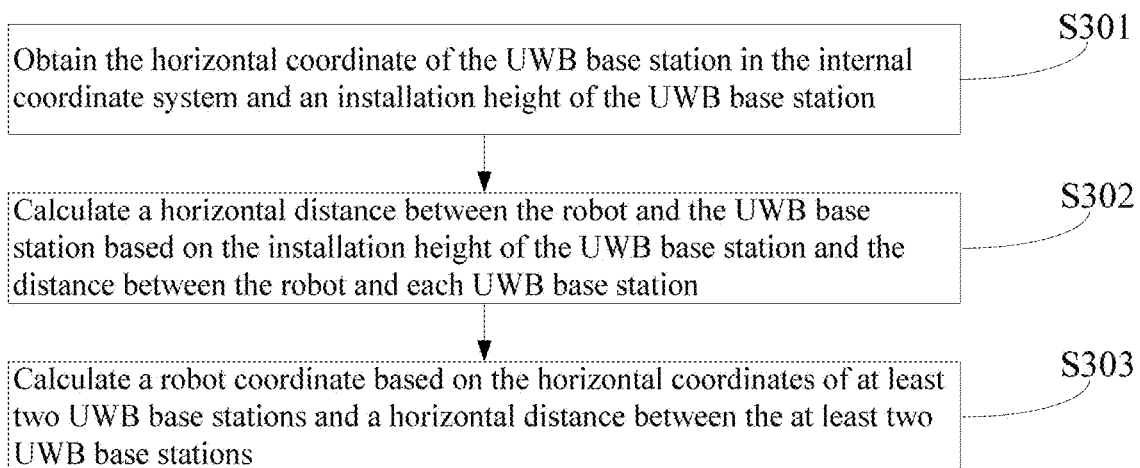 S301
Obtain the horizontal coordinate of the UWB base station in the internal
coordinate system and an installation height of the UWB base station
S302
Calculate a horizontal distance between the robot and the UWB base
station based on the installation height of the UWB base station and the
distance between the robot and each UWB base station
S303
Calculate a robot coordinate based on the horizontal coordinates of at least
two UWB base stations and a horizontal distance between the at least two
UWB base stations